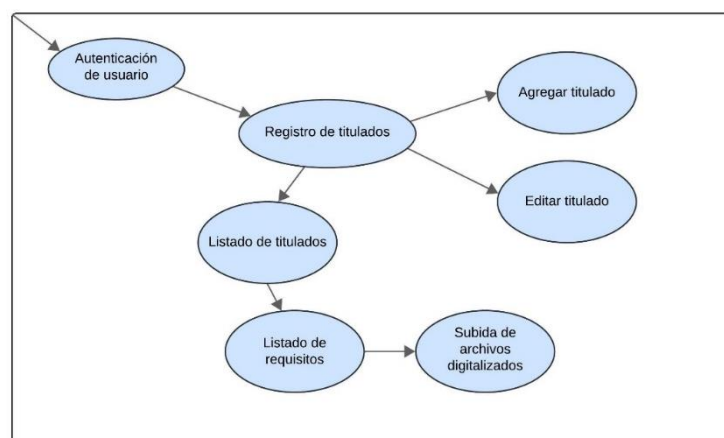 Autenticación
de usuario
Agregar titulado
Registro de titulados
Editar titulado
Listado de titulados
Listado de
requisitos
Subida de
archivos
digitalizados